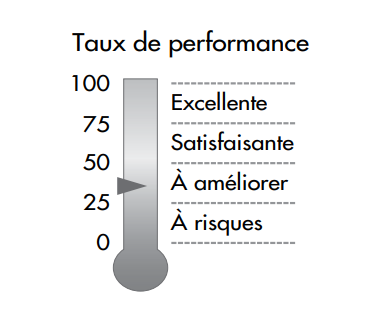 Taux de performance
100
Excellente
75
Satisfaisante
50
À améliorer
25
À risques
0